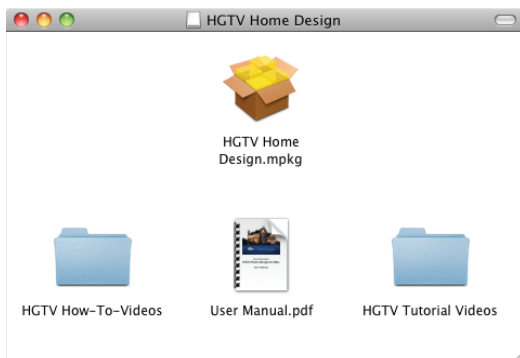 HGTV Home Design
HGTV Home
Design.mpkg
HGTV How-To-Videos
User Manual.pdf
HGTV Tutorial Videos